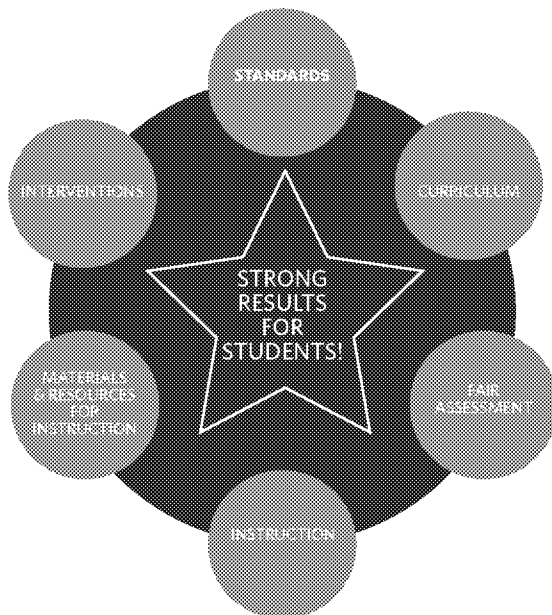 STANDARDS
CURRICULUM
FAIR
ASSESSMENT
INSTRUCTION
MATERIALS
& RESOURCES
FOR
INSTRUCTION
INTERVENTIONS
STRONG
RESULTS
FOR
STUDENTS!